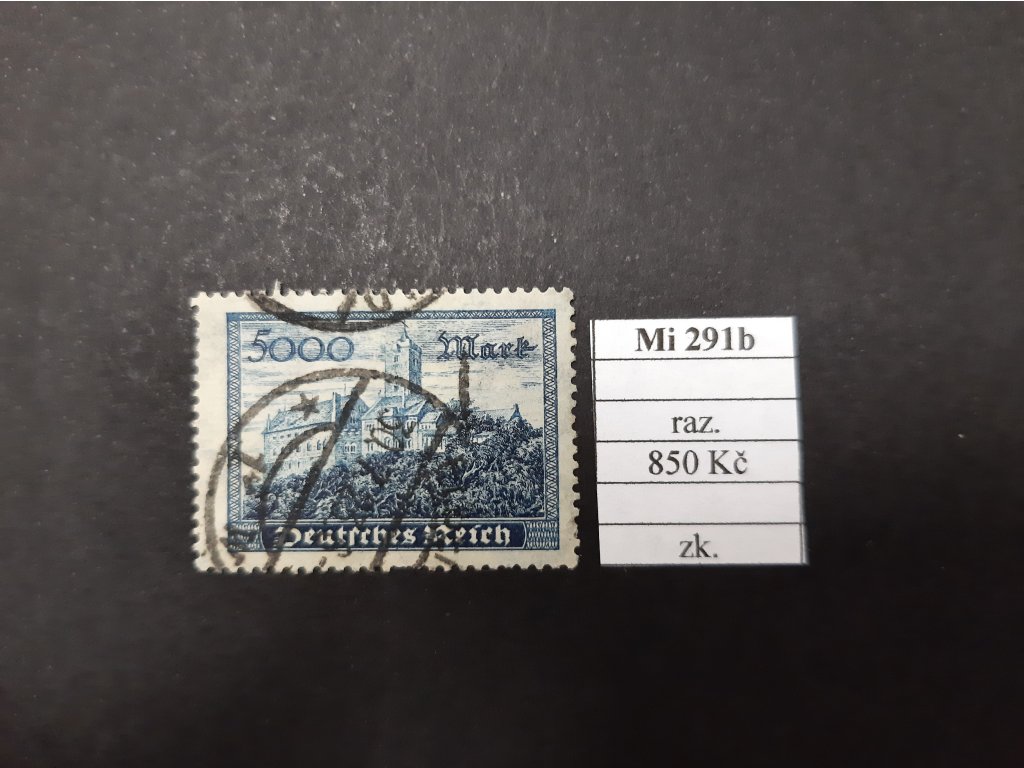 5000 Mark
Deutsches Reich
Mi 291b
raz.
850 Kč
zk.